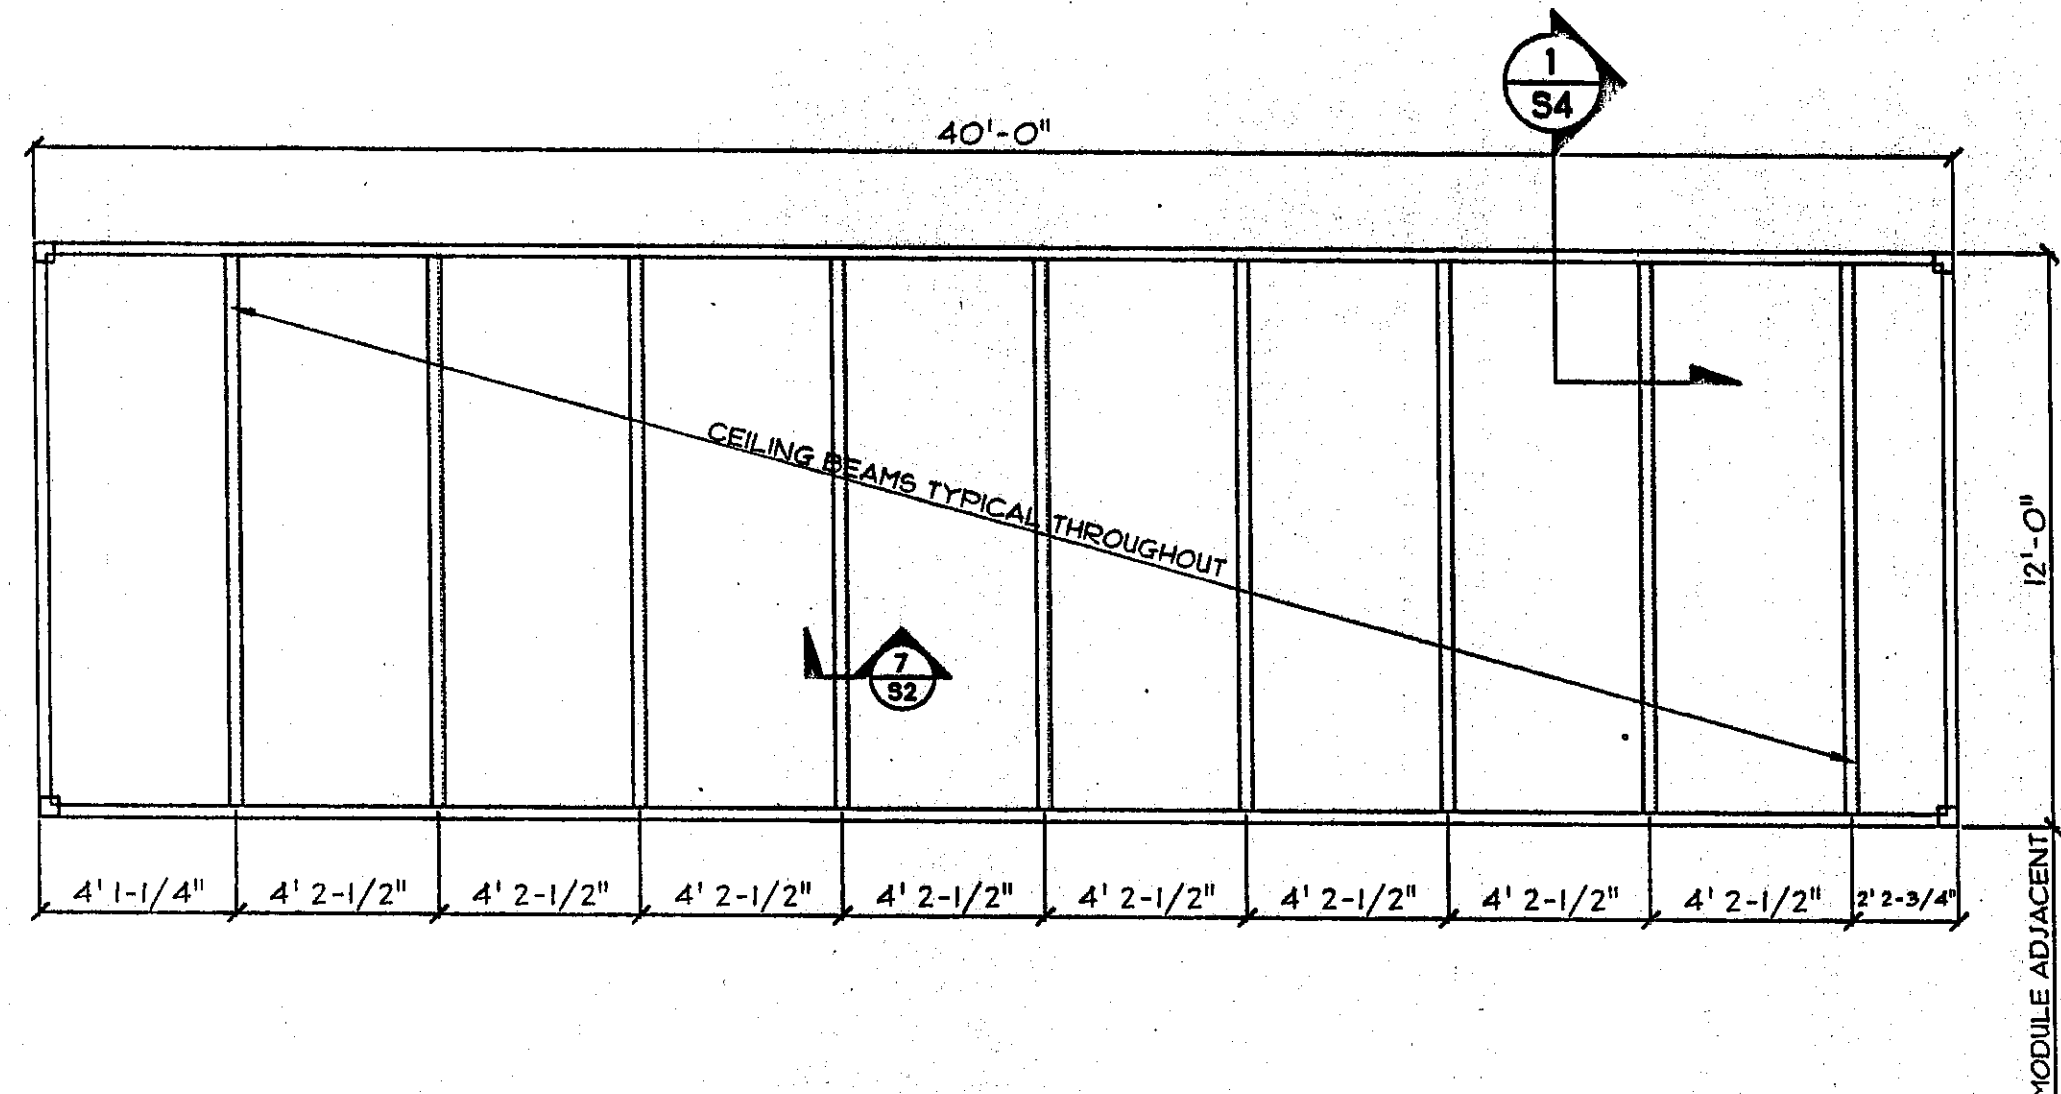 1
S4
40'-0"
CEILING BEAMS TYPICAL THROUGHOUT
12'-0"
7
S2
4' 1-1/4" 4' 2-1/2" 4' 2-1/2" 4' 2-1/2" 4' 2-1/2" 4' 2-1/2" 4' 2-1/2" 4' 2-1/2" 4' 2-1/2" 2' 2-3/4"
MODULE ADJACENT